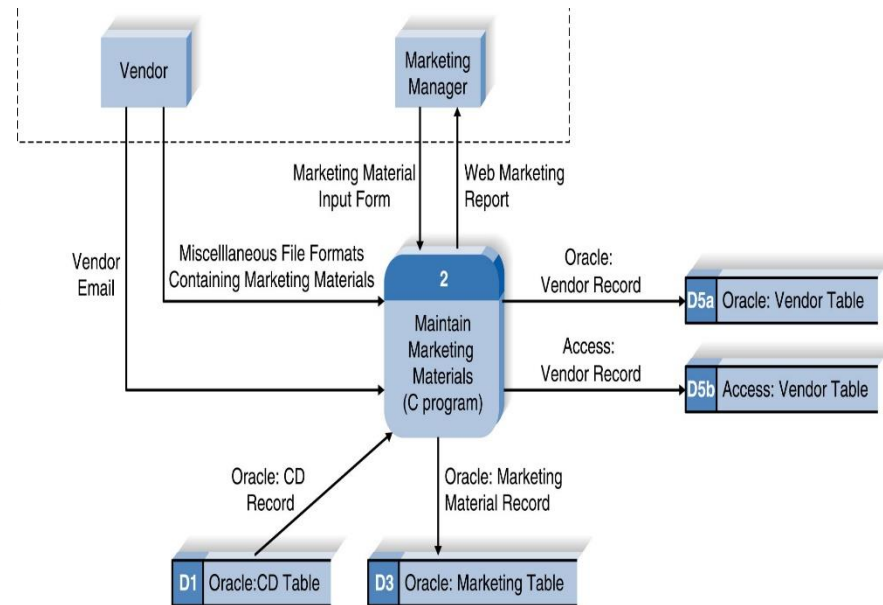 Vendor
Marketing
Manager
Marketing Material
Input Form
Web Marketing
Report
Vendor
Email
Miscelllaneous File Formats
Containing Marketing Materials
2
Maintain
Marketing
Materials
(C program)
Oracle:
Vendor Record
D5a Oracle: Vendor Table
Access:
Vendor Record
D5b Access: Vendor Table
Oracle: CD
Record
Oracle: Marketing
Material Record
D1 Oracle:CD Table
D3 Oracle: Marketing Table